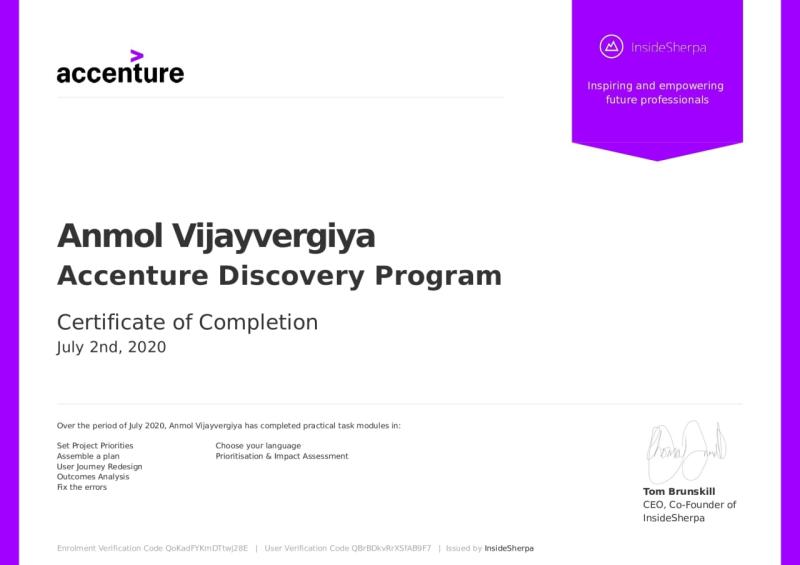 accenture
InsideSherpa
Inspiring and empowering
future professionals
Anmol Vijayvergiya
Accenture Discovery Program
Certificate of Completion
July 2nd, 2020
Over the period of July 2020, Anmol Vijayvergiya has completed practical task modules in:
Set Project Priorities
Assemble a plan
User Journey Redesign
Outcomes Analysis
Fix the errors
Choose your language
Prioritisation & Impact Assessment
Tom Brunskill
CEO, Co-Founder of
InsideSherpa
Enrolment Verification Code QoKadFYKmDTtwj28E | User Verification Code QBrBDkvRrXSfAB9F7 | Issued by InsideSherpa